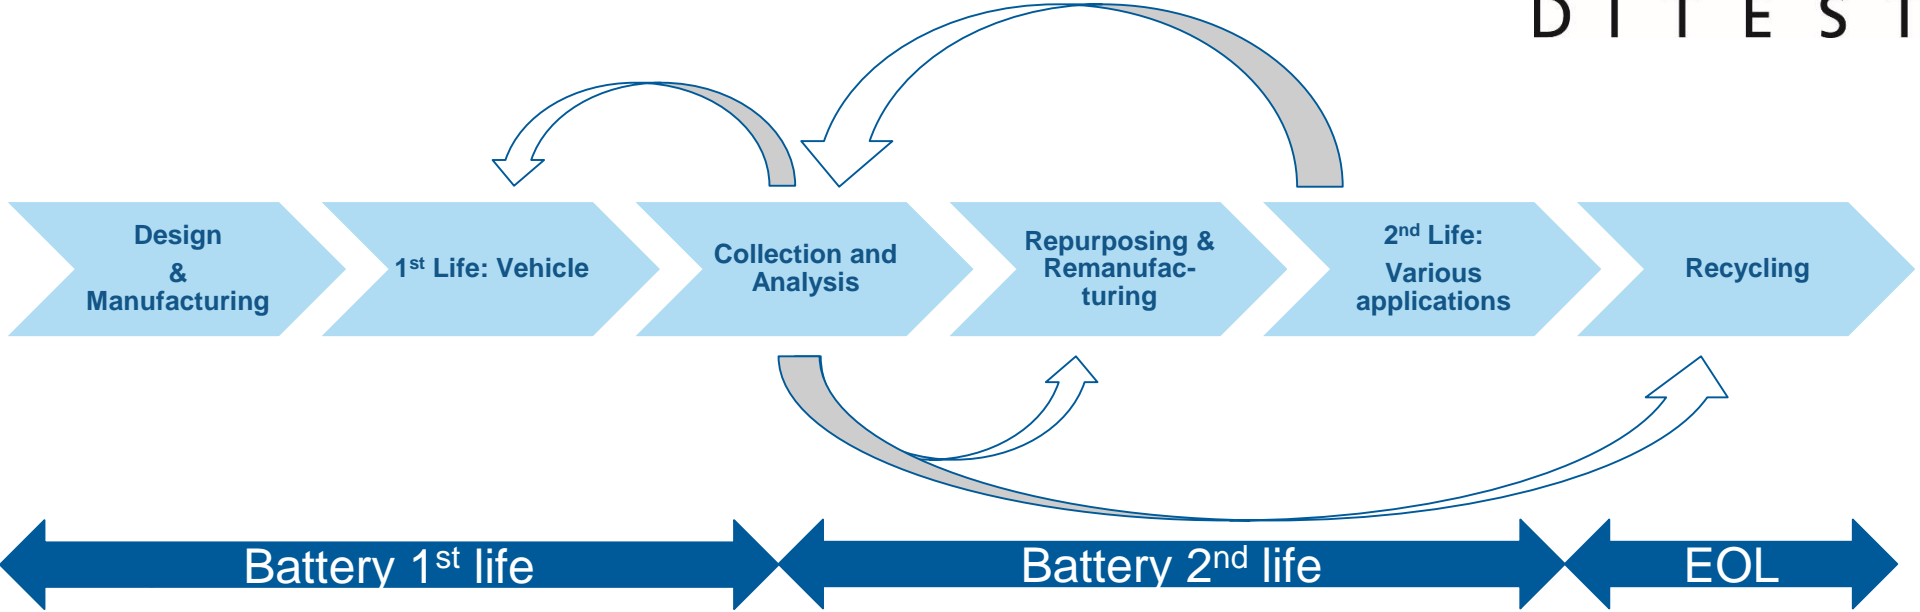 DITEST
Design
&
Manufacturing
1st Life: Vehicle
Collection and
Analysis
Repurposing &
Remanufac-
turing
2nd Life:
Various
applications
Recycling
Battery 1st life
Battery 2nd life
EOL